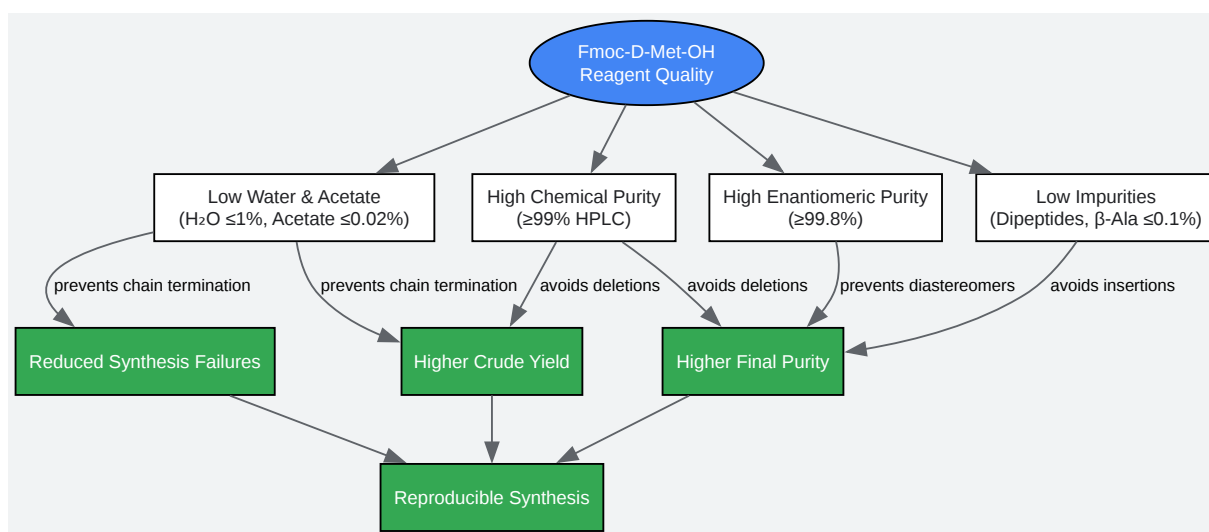 Fmoc-D-Met-OH
Reagent Quality
Low Water & Acetate
(H₂O ≤1%, Acetate ≤0.02%)
High Chemical Purity
(≥99% HPLC)
High Enantiomeric Purity
(≥99.8%)
Low Impurities
(Dipeptides, β-Ala ≤0.1%)
prevents chain termination
prevents chain termination
avoids deletions
avoids deletions
prevents diastereomers
avoids insertions
Reduced Synthesis Failures
Higher Crude Yield
Higher Final Purity
Reproducible Synthesis